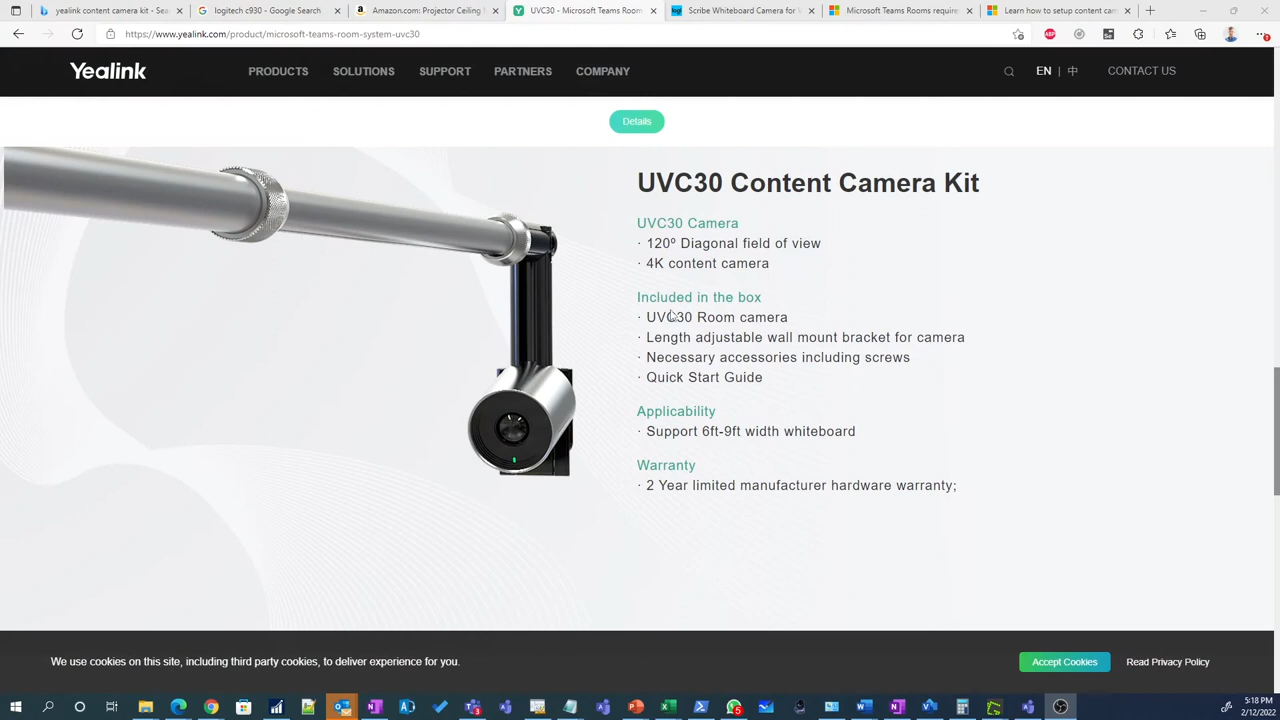 yealink content camera kit - Sea
logitech c930 - Google Search
Amazon.com: Projector Ceiling M
UVC30 - Microsoft Teams Room
logi
Scribe Whiteboard Camera for V
Microsoft Teams Rooms require
Learn how to setup content cam
https://www.yealink.com/product/microsoft-teams-room-system-uvc30
Yealink
PRODUCTS
SOLUTIONS
SUPPORT
PARTNERS
COMPANY
EN | 中
CONTACT US
Details
UVC30 Content Camera Kit
UVC30 Camera
· 120º Diagonal field of view
· 4K content camera
Included in the box
· UVC30 Room camera
· Length adjustable wall mount bracket for camera
· Necessary accessories including screws
· Quick Start Guide
Applicability
· Support 6ft-9ft width whiteboard
Warranty
· 2 Year limited manufacturer hardware warranty;
We use cookies on this site, including third party cookies, to deliver experience for you.
Accept Cookies
Read Privacy Policy
5:18 PM
2/12/2022